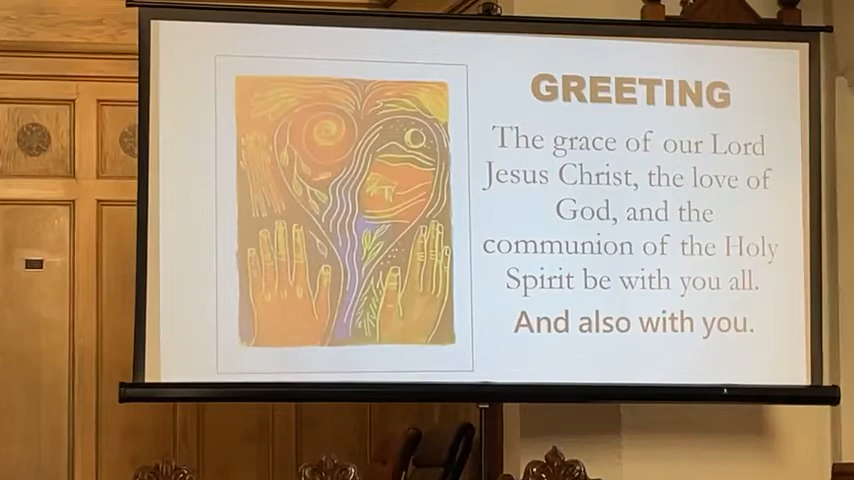 GREETING
The grace of our Lord
Jesus Christ, the love of
God, and the
communion of the Holy
Spirit be with you all.
And also with you.